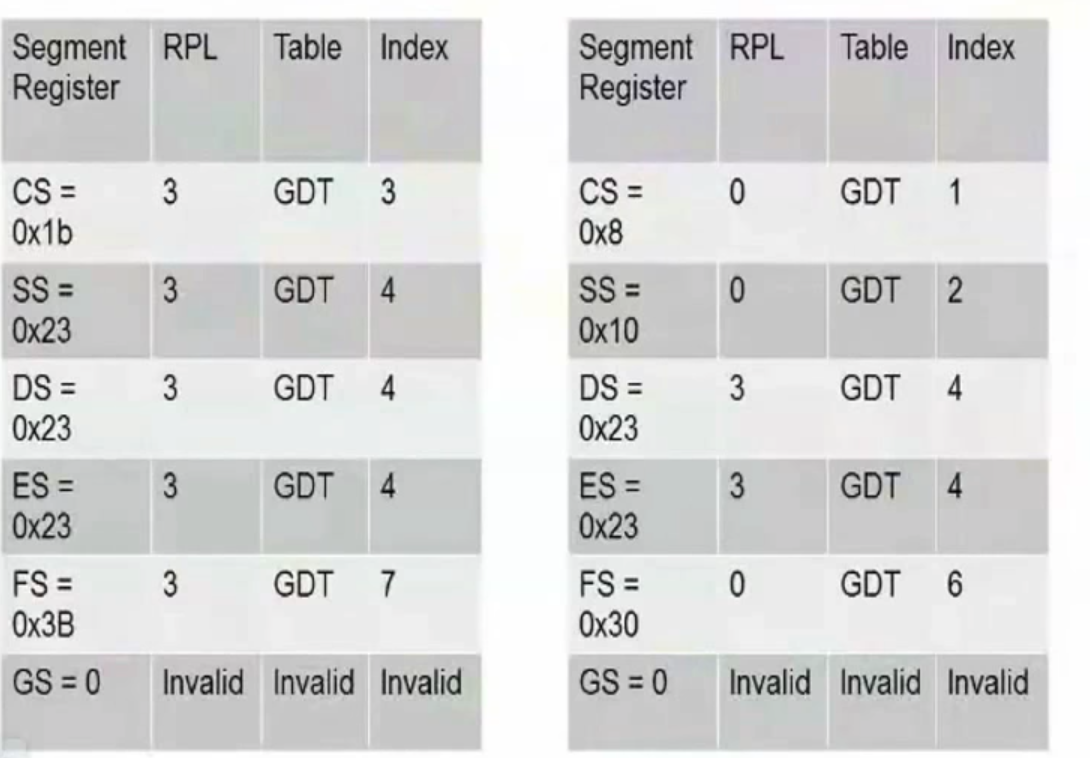 Segment Register RPL Table Index
CS = 0x1b 3 GDT 3
SS = 0x23 3 GDT 4
DS = 0x23 3 GDT 4
ES = 0x23 3 GDT 4
FS = 0x3B 3 GDT 7
GS = 0 Invalid Invalid Invalid
Segment Register RPL Table Index
CS = 0x8 0 GDT 1
SS = 0x10 0 GDT 2
DS = 0x23 3 GDT 4
ES = 0x23 3 GDT 4
FS = 0x30 0 GDT 6
GS = 0 Invalid Invalid Invalid